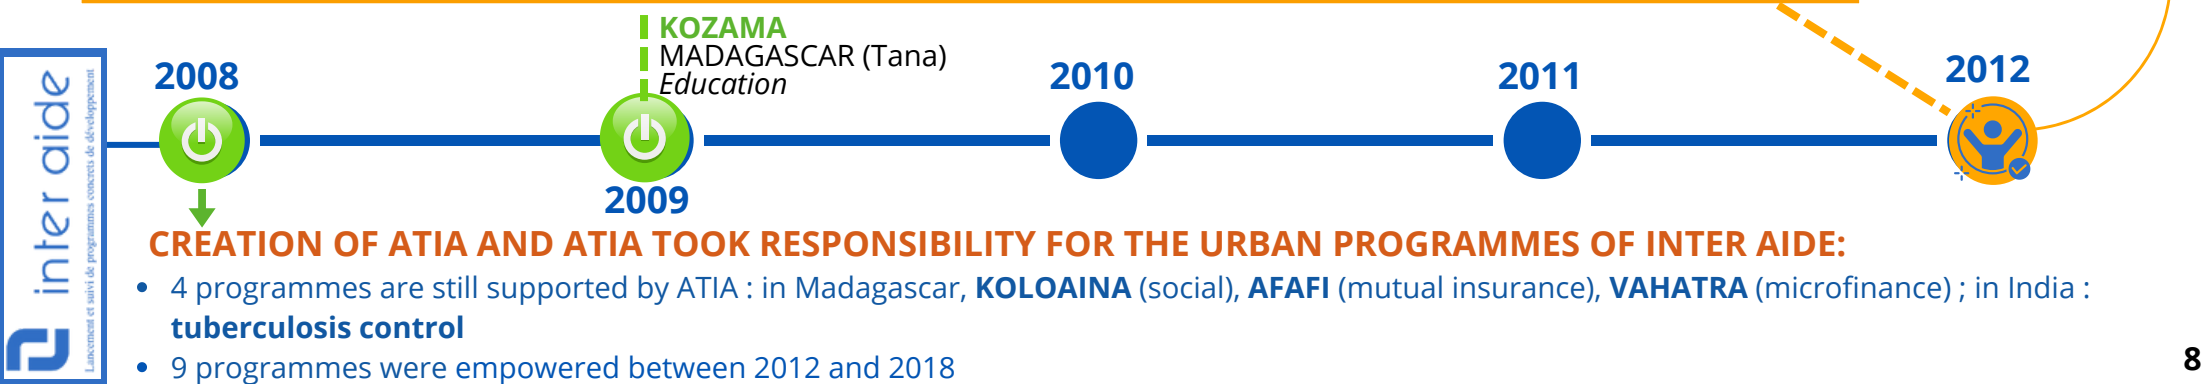 KOZAMA
MADAGASCAR (Tana)
Education
2008
2009
2010
2011
2012
inter aide
Lancement et suivi de programmes concrets de développement
CREATION OF ATIA AND ATIA TOOK RESPONSIBILITY FOR THE URBAN PROGRAMMES OF INTER AIDE:
• 4 programmes are still supported by ATIA : in Madagascar, KOLOAINA (social), AFAFI (mutual insurance), VAHATRA (microfinance) ; in India :
tuberculosis control
• 9 programmes were empowered between 2012 and 2018
8